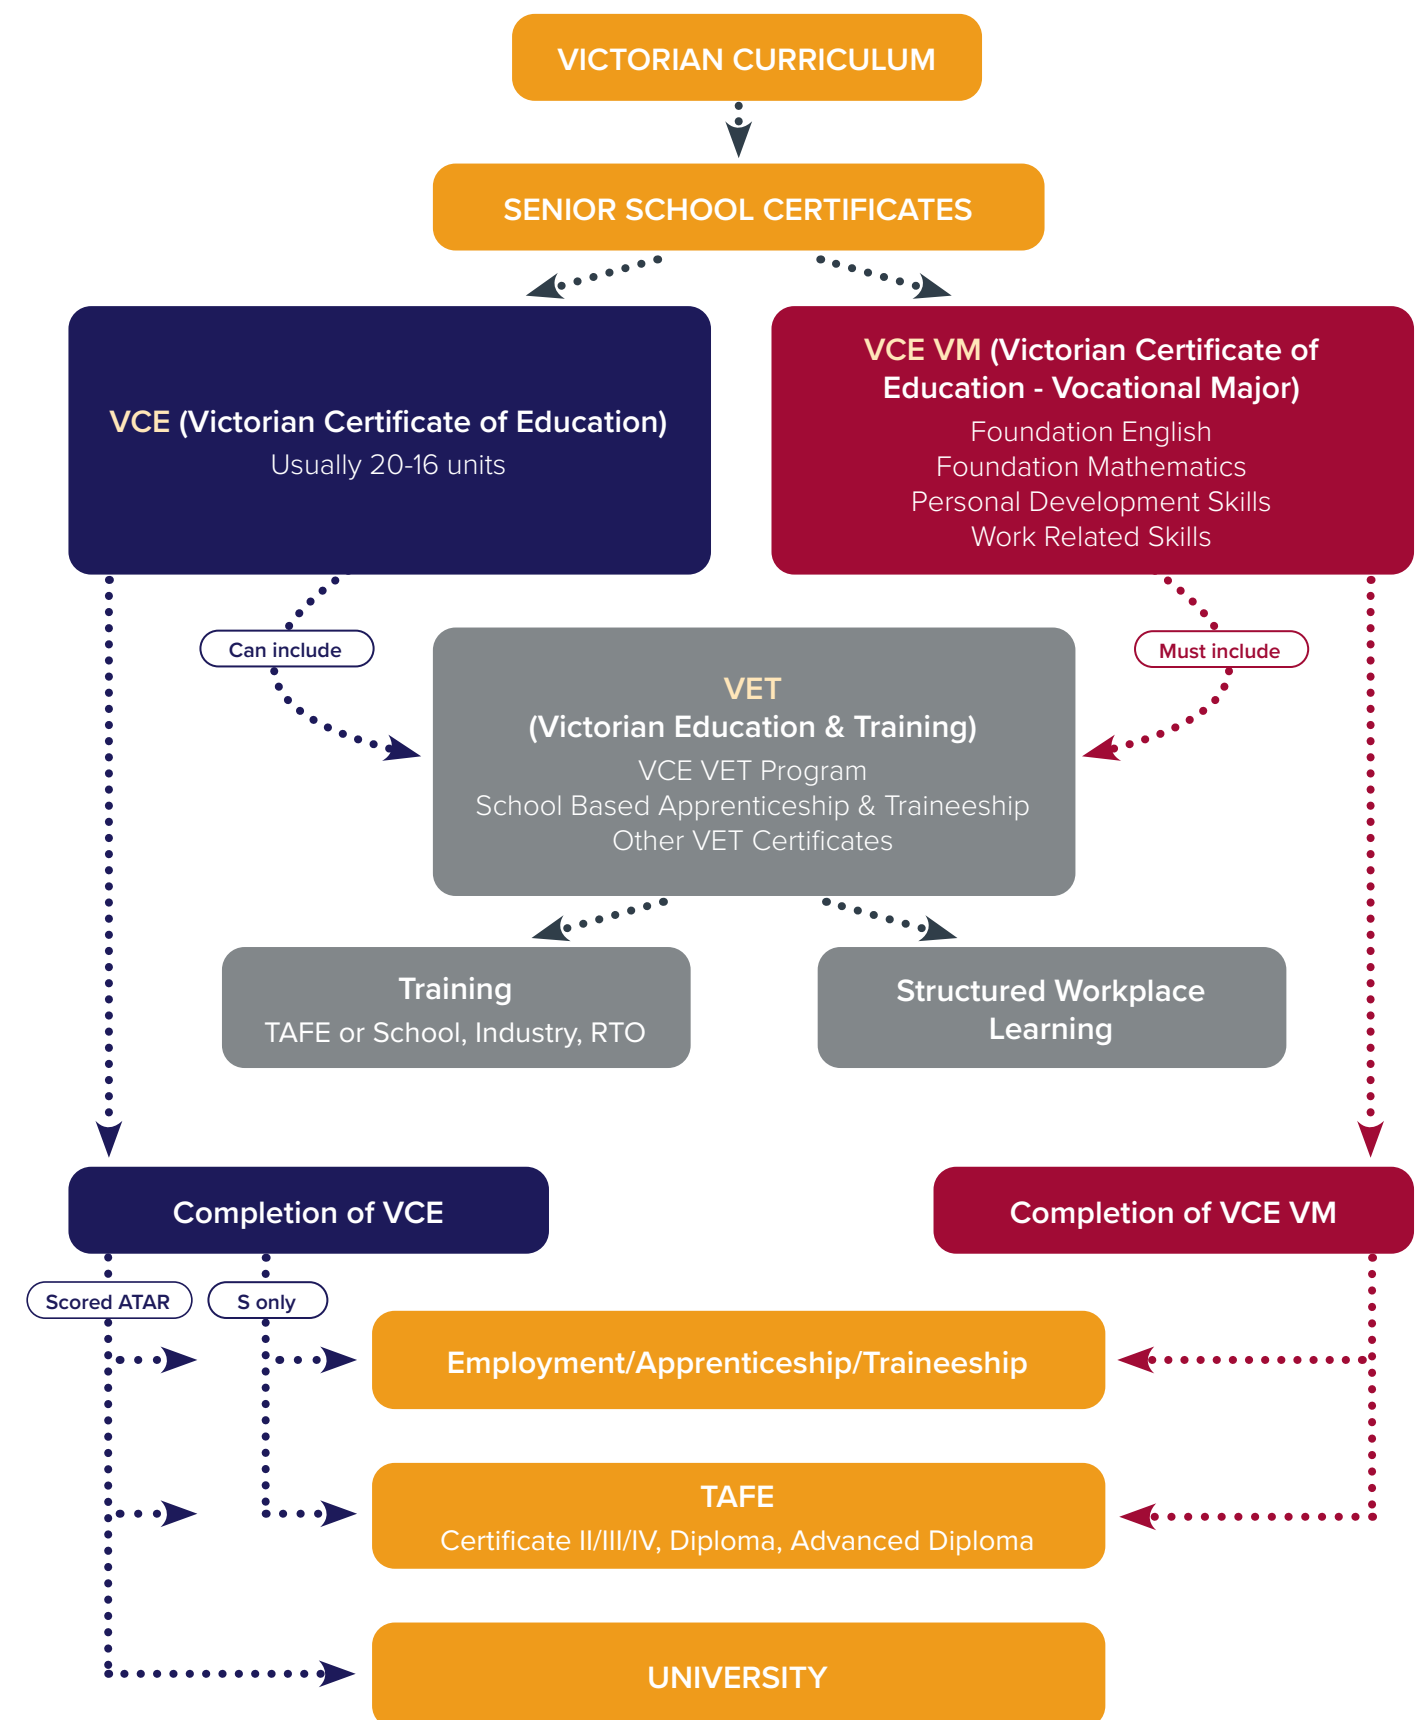 VICTORIAN CURRICULUM
SENIOR SCHOOL CERTIFICATES
VCE (Victorian Certificate of Education)
Usually 20-16 units
VCE VM (Victorian Certificate of
Education - Vocational Major)
Foundation English
Foundation Mathematics
Personal Development Skills
Work Related Skills
Can include
Must include
VET
(Victorian Education & Training)
VCE VET Program
School Based Apprenticeship & Traineeship
Other VET Certificates
Training
TAFE or School, Industry, RTO
Structured Workplace
Learning
Completion of VCE
Completion of VCE VM
Scored ATAR
S only
Employment/Apprenticeship/Traineeship
TAFE
Certificate II/III/IV, Diploma, Advanced Diploma
UNIVERSITY